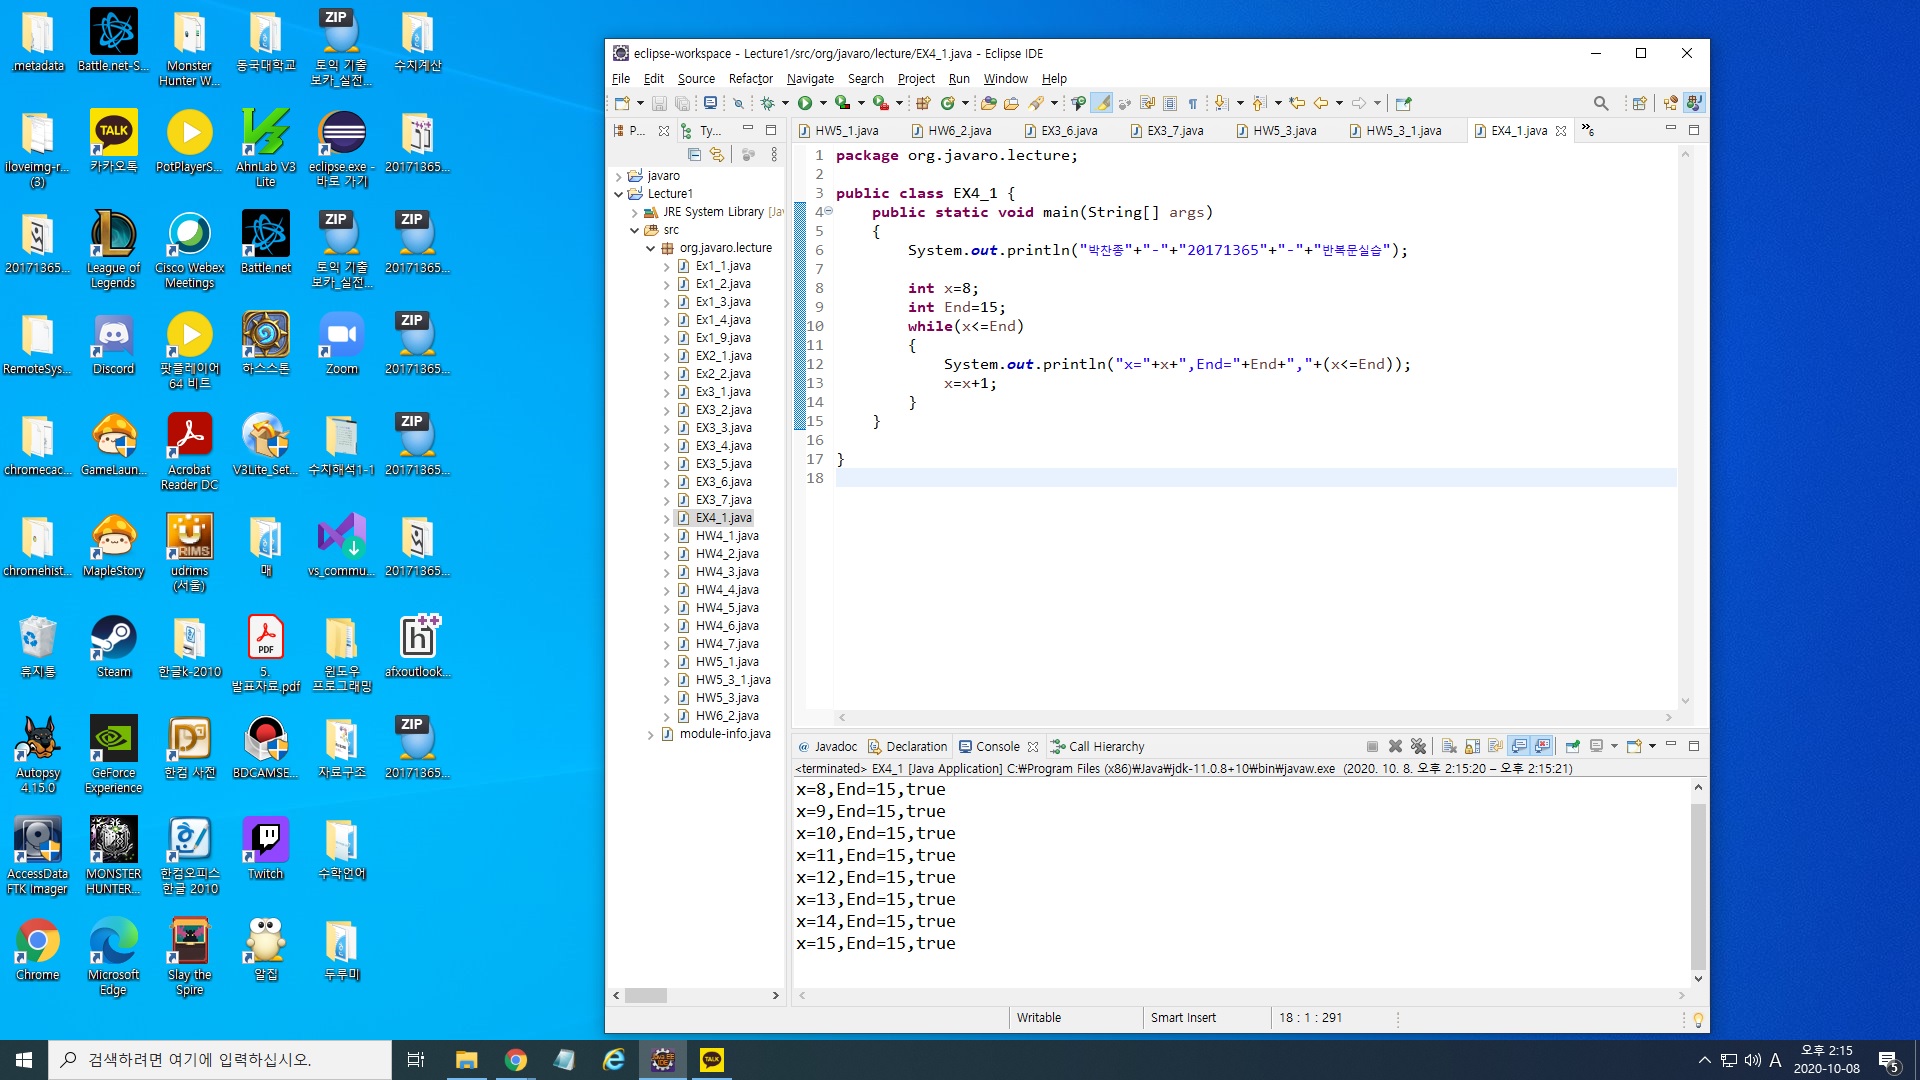 .metadata
Battle.net-S...
Monster
Hunter W...
동국대학교
ZIP
토익 기출
보카_실전...
수치계산
iloveimg-r...
(3)
TALK
카카오톡
PotPlayerS...
AhnLab V3
Lite
eclipse.exe -
바로 가기
20171365...
20171365...
League of
Legends
Cisco Webex
Meetings
Battle.net
ZIP
토익 기출
보카_실전...
ZIP
20171365...
RemoteSys...
Discord
팟플레이어
64 비트
하스스톤
Zoom
ZIP
20171365...
chromecac...
GameLaun...
Acrobat
Reader DC
V3Lite_Set...
수치해석1-1
ZIP
20171365...
chromehist...
MapleStory
RIMS
udrims
(서울)
매
vs_commu...
20171365...
휴지통
Steam
한글k-2010
PDF
5.
발표자료.pdf
윈도우
프로그래밍
afxoutlook...
Autopsy
4.15.0
GeForce
Experience
한컴 사전
BDCAMSE...
자료구조
ZIP
20171365...
AccessData
FTK Imager
MONSTER
HUNTER...
한컴오피스
한글 2010
Twitch
수학언어
Chrome
Microsoft
Edge
Slay the
Spire
알집
두루미
eclipse-workspace - Lecture1/src/org/javaro/lecture/EX4_1.java - Eclipse IDE
File Edit Source Refactor Navigate Search Project Run Window Help
P... Ty...
HW5_1.java HW6_2.java EX3_6.java EX3_7.java HW5_3.java HW5_3_1.java EX4_1.java »6
javaro
Lecture1
JRE System Library [Jav
src
org.javaro.lecture
Ex1_1.java
Ex1_2.java
Ex1_3.java
Ex1_4.java
Ex1_9.java
EX2_1.java
Ex2_2.java
Ex3_1.java
EX3_2.java
EX3_3.java
EX3_4.java
EX3_5.java
EX3_6.java
EX3_7.java
EX4_1.java
HW4_1.java
HW4_2.java
HW4_3.java
HW4_4.java
HW4_5.java
HW4_6.java
HW4_7.java
HW5_1.java
HW5_3_1.java
HW5_3.java
HW6_2.java
module-info.java
1 package org.javaro.lecture;
2
3 public class EX4_1 {
4 public static void main(String[] args)
5 {
6 System.out.println("박찬종"+"-"+"20171365"+"-"+"반복문실습");
7
8 int x=8;
9 int End=15;
10 while(x<=End)
11 {
12 System.out.println("x="+x+",End="+End+","+(x<=End));
13 x=x+1;
14 }
15 }
16
17 }
18
@ Javadoc Declaration Console Call Hierarchy
<terminated> EX4_1 [Java Application] C:₩Program Files (x86)₩Java₩jdk-11.0.8+10₩bin₩javaw.exe (2020. 10. 8. 오후 2:15:20 – 오후 2:15:21)
x=8,End=15,true
x=9,End=15,true
x=10,End=15,true
x=11,End=15,true
x=12,End=15,true
x=13,End=15,true
x=14,End=15,true
x=15,End=15,true
Writable Smart Insert 18 : 1 : 291
검색하려면 여기에 입력하십시오.
TALK
A
오후 2:15
2020-10-08
5